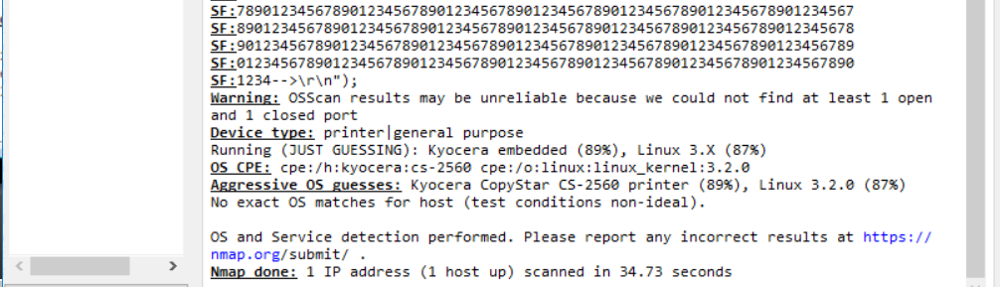 SF:78901234567890123456789012345678901234567890123456789012345678901234567
SF:89012345678901234567890123456789012345678901234567890123456789012345678
SF:90123456789012345678901234567890123456789012345678901234567890123456789
SF:01234567890123456789012345678901234567890123456789012345678901234567890
SF:1234-->\r\n");
Warning: OSScan results may be unreliable because we could not find at least 1 open
and 1 closed port
Device type: printer|general purpose
Running (JUST GUESSING): Kyocera embedded (89%), Linux 3.X (87%)
OS CPE: cpe:/h:kyocera:cs-2560 cpe:/o:linux:linux_kernel:3.2.0
Aggressive OS guesses: Kyocera CopyStar CS-2560 printer (89%), Linux 3.2.0 (87%)
No exact OS matches for host (test conditions non-ideal).
OS and Service detection performed. Please report any incorrect results at https://
nmap.org/submit/ .
Nmap done: 1 IP address (1 host up) scanned in 34.73 seconds